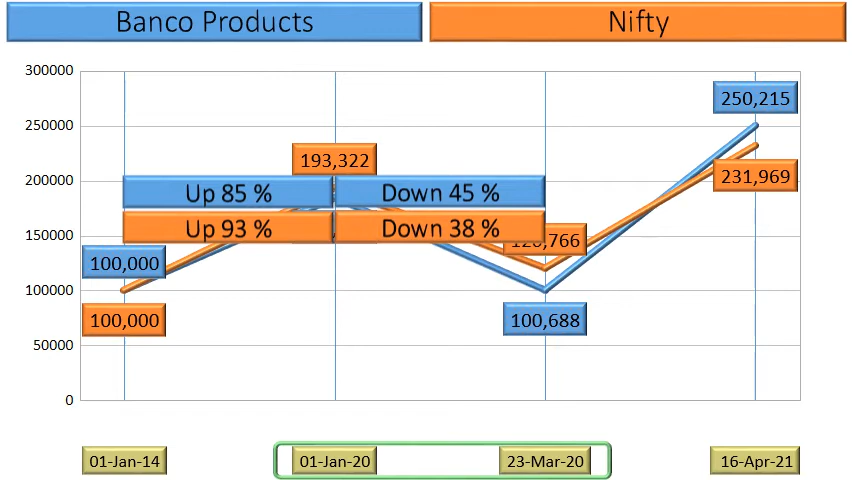 Banco Products
Nifty
300000
250,215
250000
193,322
200000
231,969
Up 85 %
Down 45 %
Up 93 %
Down 38 %
150000
100,000
100000
100,000
100,688
50000
0
01-Jan-14
01-Jan-20
23-Mar-20
16-Apr-21